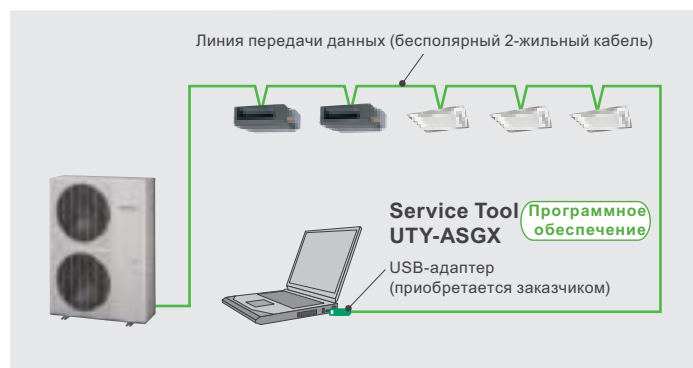 Линия передачи данных (бесполярный 2-жильный кабель)
Service Tool
UTY-ASGX
Программное
обеспечение
USB-адаптер
(приобретается заказчиком)